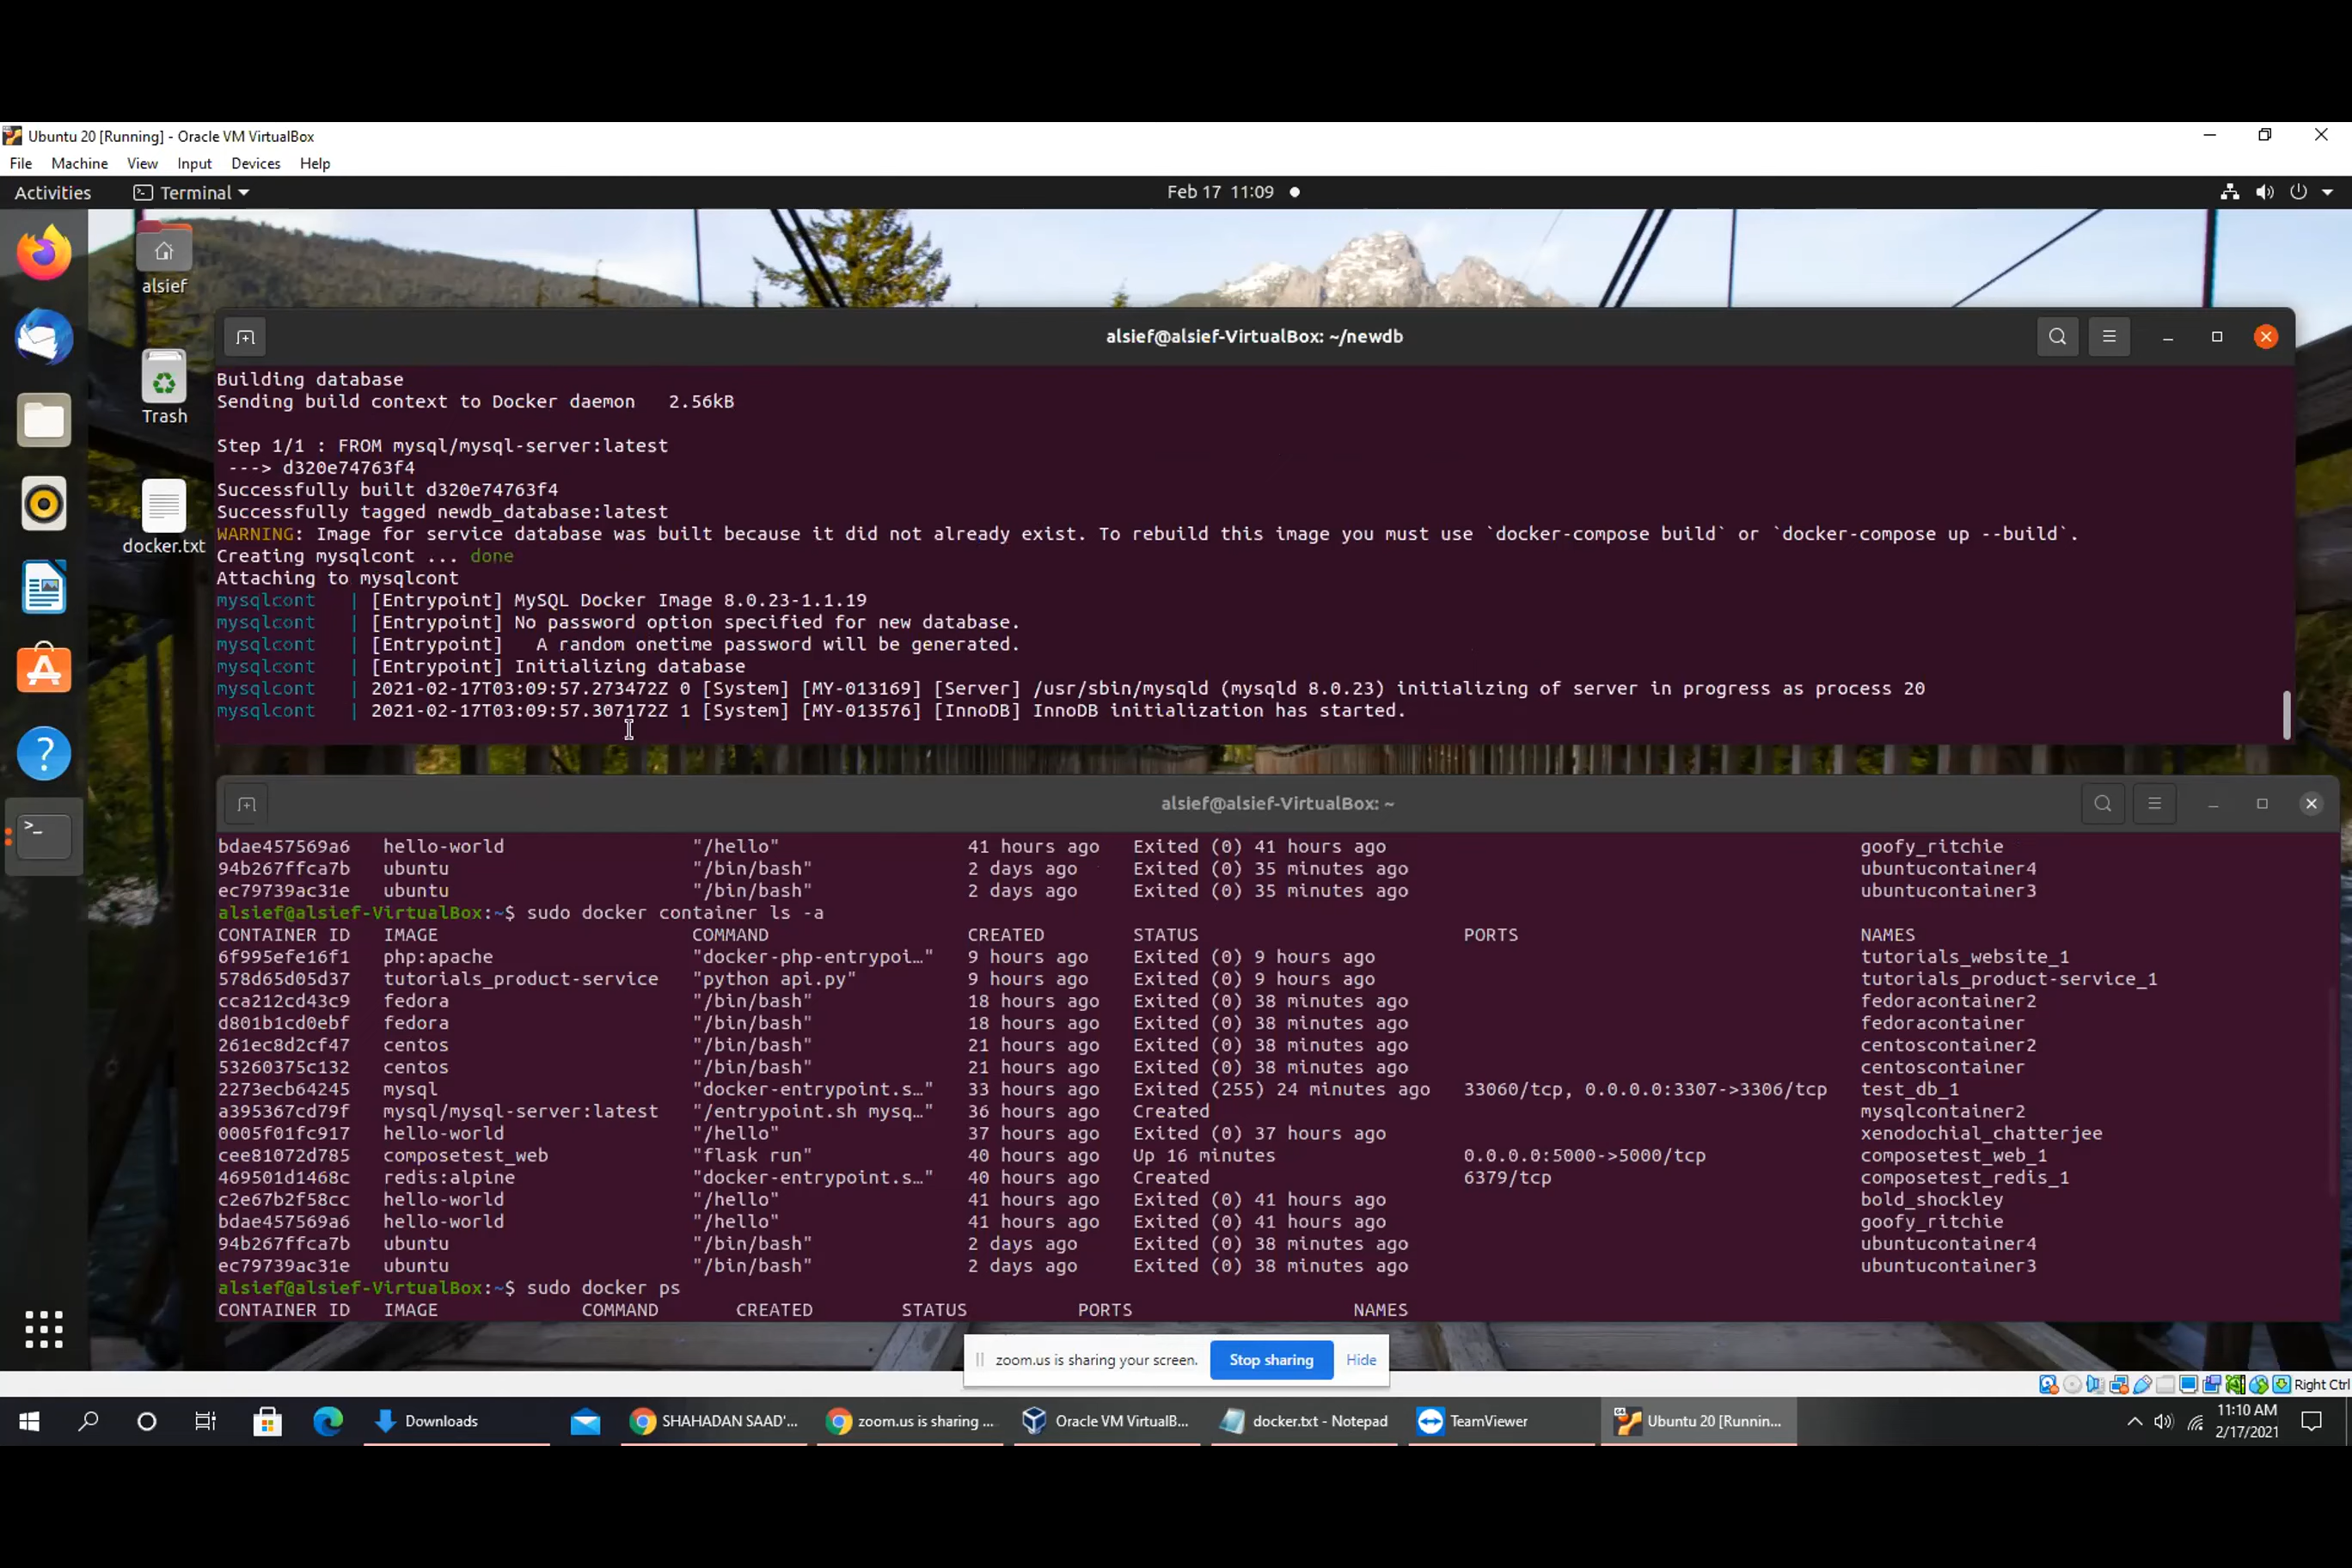 Ubuntu 20 [Running] - Oracle VM VirtualBox
File Machine View Input Devices Help
Activities Terminal Feb 17 11:09
alsief
Trash
docker.txt
alsief@alsief-VirtualBox: ~/newdb
Building database
Sending build context to Docker daemon 2.56kB
Step 1/1 : FROM mysql/mysql-server:latest
---> d320e74763f4
Successfully built d320e74763f4
Successfully tagged newdb_database:latest
WARNING: Image for service database was built because it did not already exist. To rebuild this image you must use `docker-compose build` or `docker-compose up --build`.
Creating mysqlcont ... done
Attaching to mysqlcont
mysqlcont | [Entrypoint] MySQL Docker Image 8.0.23-1.1.19
mysqlcont | [Entrypoint] No password option specified for new database.
mysqlcont | [Entrypoint] A random onetime password will be generated.
mysqlcont | [Entrypoint] Initializing database
mysqlcont | 2021-02-17T03:09:57.273472Z 0 [System] [MY-013169] [Server] /usr/sbin/mysqld (mysqld 8.0.23) initializing of server in progress as process 20
mysqlcont | 2021-02-17T03:09:57.307172Z 1 [System] [MY-013576] [InnoDB] InnoDB initialization has started.
alsief@alsief-VirtualBox: ~
bdae457569a6 hello-world "/hello" 41 hours ago Exited (0) 41 hours ago goofy_ritchie
94b267ffca7b ubuntu "/bin/bash" 2 days ago Exited (0) 35 minutes ago ubuntucontainer4
ec79739ac31e ubuntu "/bin/bash" 2 days ago Exited (0) 35 minutes ago ubuntucontainer3
alsief@alsief-VirtualBox:~$ sudo docker container ls -a
CONTAINER ID IMAGE COMMAND CREATED STATUS PORTS NAMES
6f995efe16f1 php:apache "docker-php-entrypoi…" 9 hours ago Exited (0) 9 hours ago tutorials_website_1
578d65d05d37 tutorials_product-service "python api.py" 9 hours ago Exited (0) 9 hours ago tutorials_product-service_1
cca212cd43c9 fedora "/bin/bash" 18 hours ago Exited (0) 38 minutes ago fedoracontainer2
d801b1cd0ebf fedora "/bin/bash" 18 hours ago Exited (0) 38 minutes ago fedoracontainer
261ec8d2cf47 centos "/bin/bash" 21 hours ago Exited (0) 38 minutes ago centoscontainer2
53260375c132 centos "/bin/bash" 21 hours ago Exited (0) 38 minutes ago centoscontainer
2273ecb64245 mysql "docker-entrypoint.s…" 33 hours ago Exited (255) 24 minutes ago 33060/tcp, 0.0.0.0:3307->3306/tcp test_db_1
a395367cd79f mysql/mysql-server:latest "/entrypoint.sh mysq…" 36 hours ago Created mysqlcontainer2
0005f01fc917 hello-world "/hello" 37 hours ago Exited (0) 37 hours ago xenodochial_chatterjee
cee81072d785 composetest_web "flask run" 40 hours ago Up 16 minutes 0.0.0.0:5000->5000/tcp composetest_web_1
469501d1468c redis:alpine "docker-entrypoint.s…" 40 hours ago Created 6379/tcp composetest_redis_1
c2e67b2f58cc hello-world "/hello" 41 hours ago Exited (0) 41 hours ago bold_shockley
bdae457569a6 hello-world "/hello" 41 hours ago Exited (0) 41 hours ago goofy_ritchie
94b267ffca7b ubuntu "/bin/bash" 2 days ago Exited (0) 38 minutes ago ubuntucontainer4
ec79739ac31e ubuntu "/bin/bash" 2 days ago Exited (0) 38 minutes ago ubuntucontainer3
alsief@alsief-VirtualBox:~$ sudo docker ps
CONTAINER ID IMAGE COMMAND CREATED STATUS PORTS NAMES
zoom.us is sharing your screen. Stop sharing Hide
Right Ctrl
Downloads SHAHADAN SAAD'... zoom.us is sharing ... Oracle VM VirtualB... docker.txt - Notepad TeamViewer Ubuntu 20 [Runnin... 11:10 AM
2/17/2021